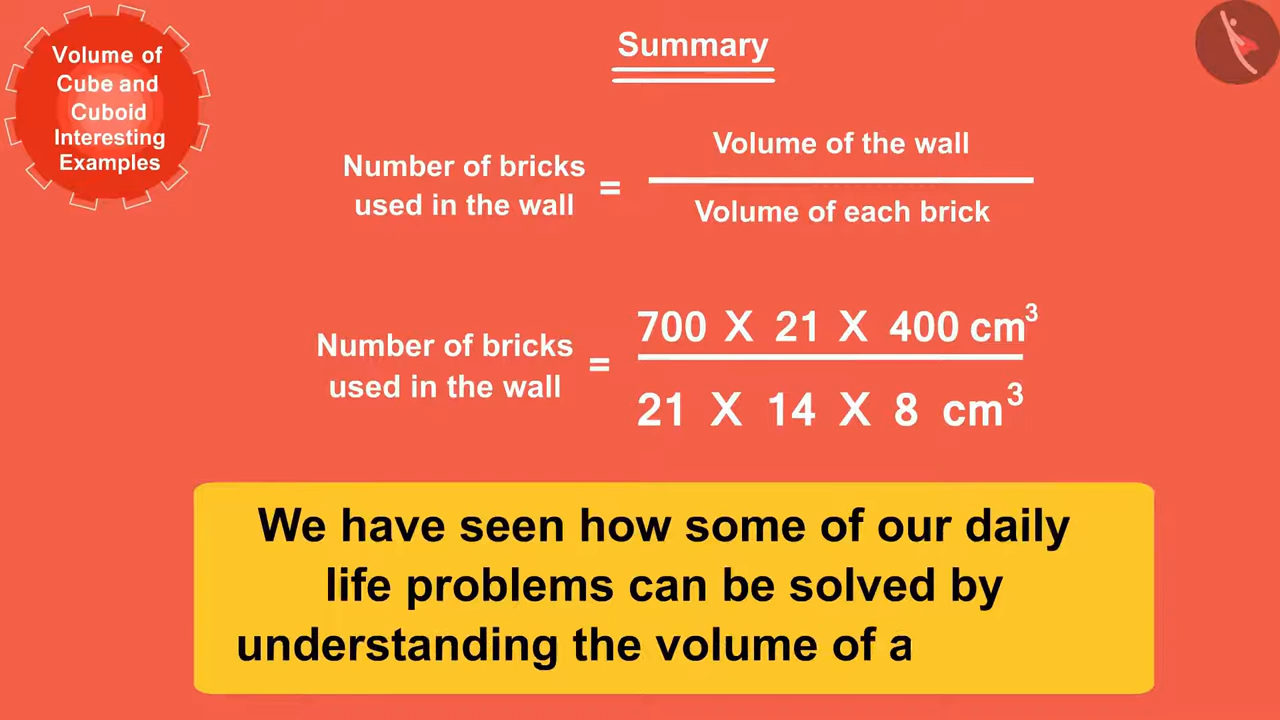 Volume of
Cube and
Cuboid
Interesting
Examples
Summary
Number of bricks
used in the wall
=
Volume of the wall
Volume of each brick
Number of bricks
used in the wall
=
700 X 21 X 400 cm³
21 X 14 X 8 cm³
We have seen how some of our daily
life problems can be solved by
understanding the volume of a